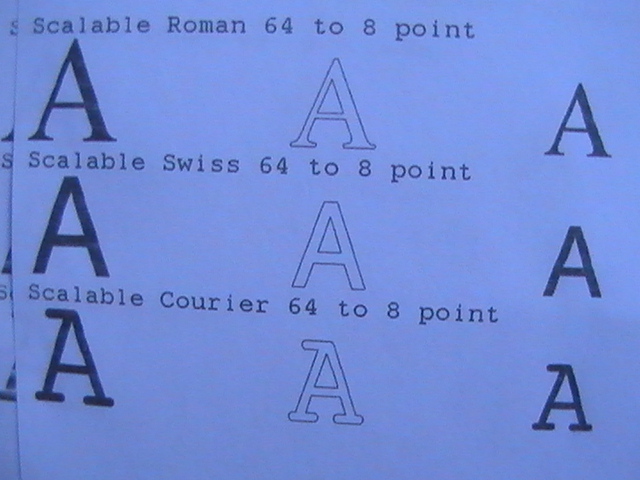 Scalable Roman 64 to 8 point
A A A
Scalable Swiss 64 to 8 point
A A A
Scalable Courier 64 to 8 point
A A A